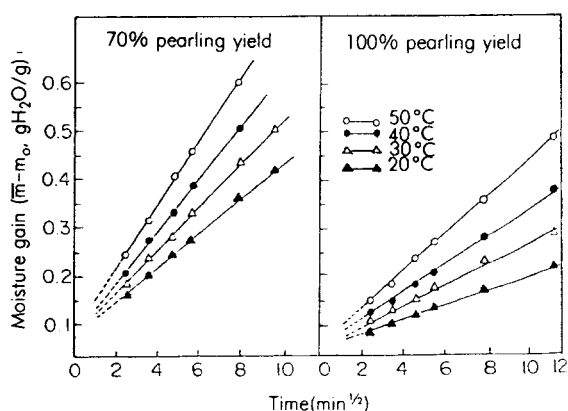 70% pearling yield
100% pearling yield
Moisture gain (m̅-mₒ, gH2O/g)
0.6
0.5
0.4
0.3
0.2
0.1
50°C
40°C
30°C
20°C
0 2 4 6 8 10
0 2 4 6 8 10 12
Time(min ½)